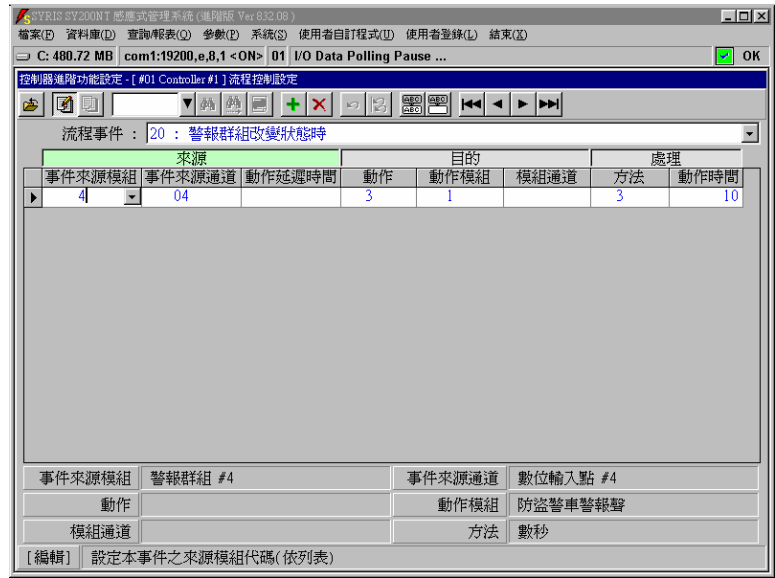 SYRIS SY200NT 感應式管理系統 (進階版 Ver 8.32.08 )
檔案(F) 資料庫(D) 查詢/報表(Q) 參數(P) 系統(S) 使用者自訂程式(U) 使用者登錄(L) 結束(X)
C: 480.72 MB com1:19200,e,8,1 <ON> 01 I/O Data Polling Pause ... OK
控制器進階功能設定 - [ #01 Controller #1 ] 流程控制設定
流程事件 : 20 : 警報群組改變狀態時
來源 目的 處理
事件來源模組 事件來源通道 動作延遲時間 動作 動作模組 模組通道 方法 動作時間
4 04 3 1 3 10
事件來源模組 警報群組 #4 事件來源通道 數位輸入點 #4
動作 動作模組 防盜警車警報聲
模組通道 方法 數秒
[編輯] 設定本事件之來源模組代碼(依列表)